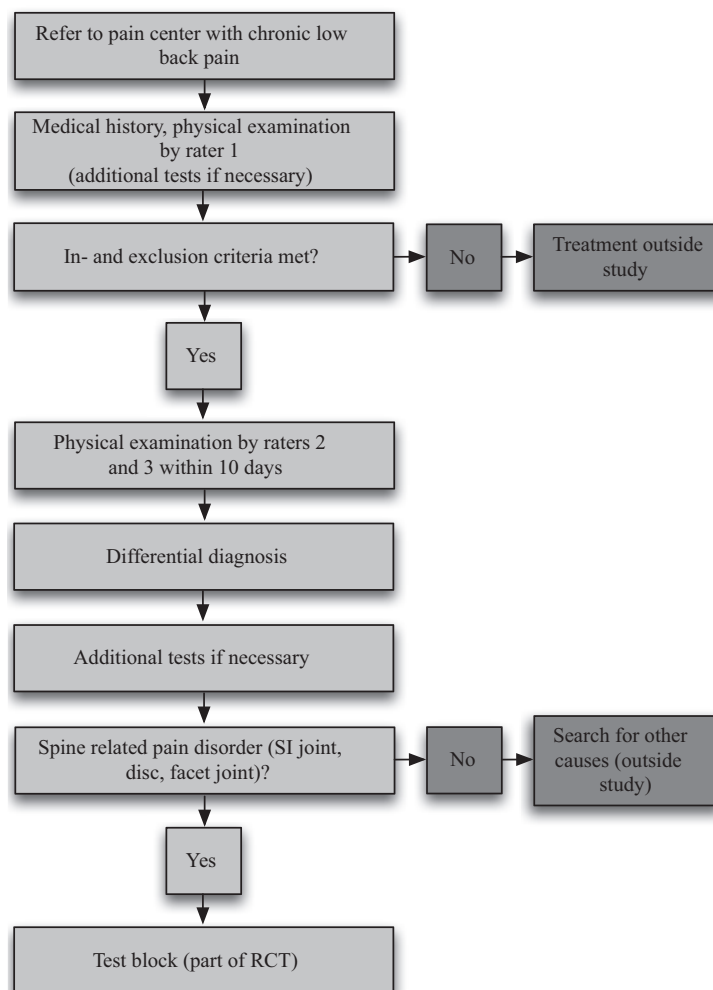 Refer to pain center with chronic low
back pain
Medical history, physical examination
by rater 1
(additional tests if necessary)
In- and exclusion criteria met?
No
Treatment outside
study
Yes
Physical examination by raters 2
and 3 within 10 days
Differential diagnosis
Additional tests if necessary
Spine related pain disorder (SI joint,
disc, facet joint)?
No
Search for other
causes (outside
study)
Yes
Test block (part of RCT)